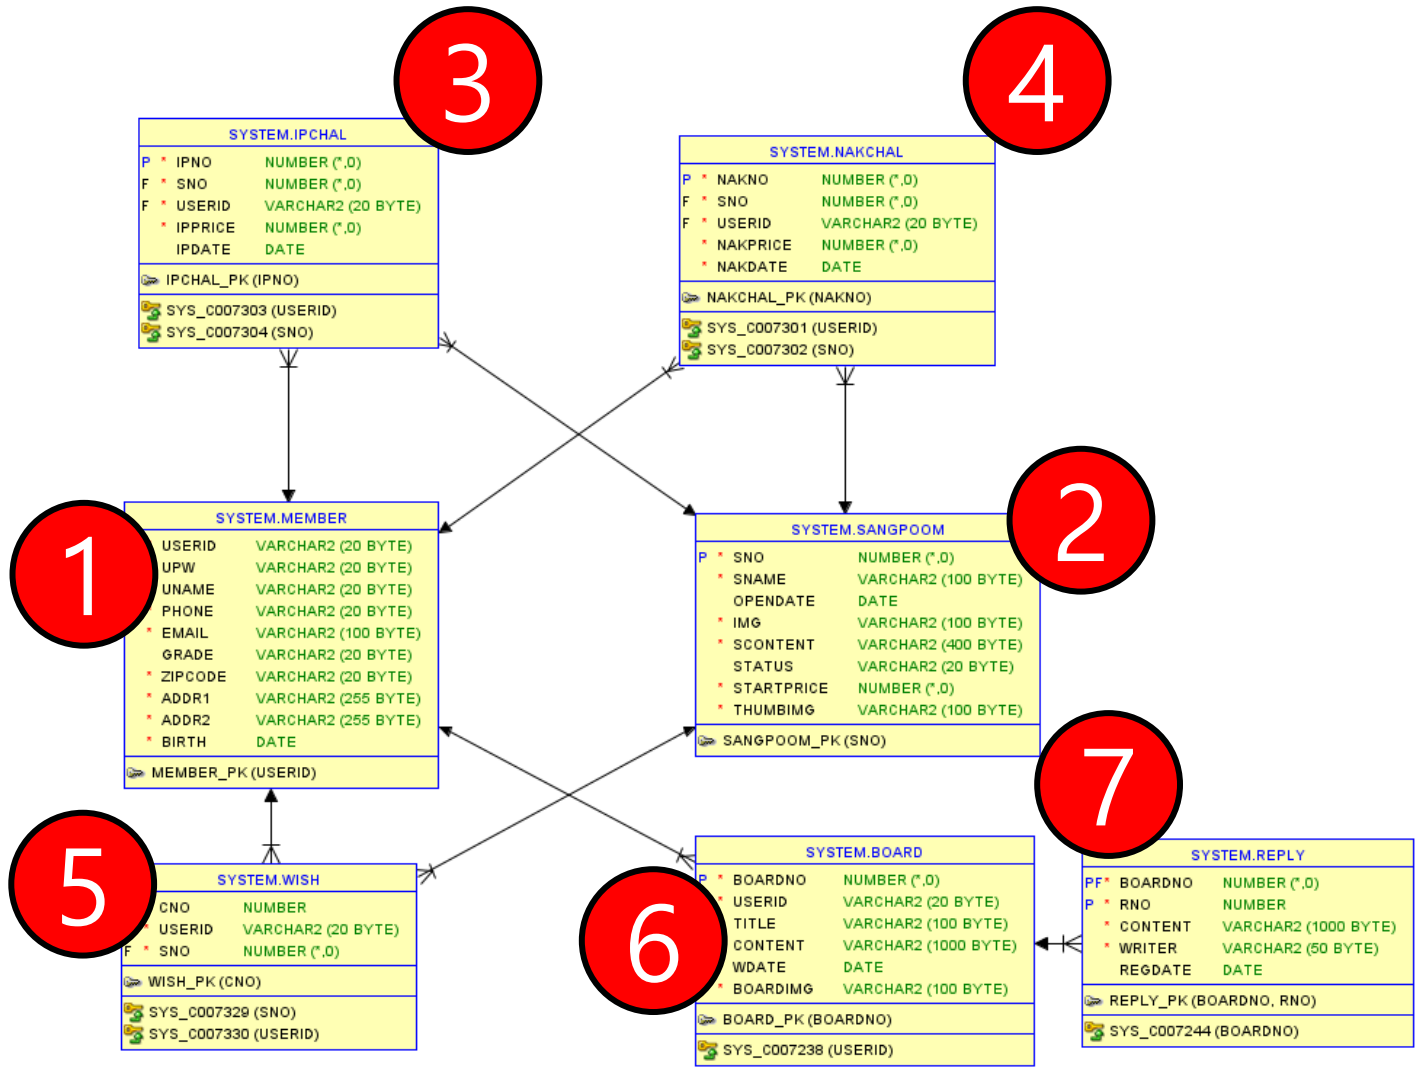 3
4
SYSTEM.IPCHAL
P * IPNO NUMBER (*,0)
F * SNO NUMBER (*,0)
F * USERID VARCHAR2 (20 BYTE)
* IPPRICE NUMBER (*,0)
IPDATE DATE
IPCHAL_PK (IPNO)
SYS_C007303 (USERID)
SYS_C007304 (SNO)
SYSTEM.NAKCHAL
P * NAKNO NUMBER (*,0)
F * SNO NUMBER (*,0)
F * USERID VARCHAR2 (20 BYTE)
* NAKPRICE NUMBER (*,0)
* NAKDATE DATE
NAKCHAL_PK (NAKNO)
SYS_C007301 (USERID)
SYS_C007302 (SNO)
1
SYSTEM.MEMBER
USERID VARCHAR2 (20 BYTE)
UPW VARCHAR2 (20 BYTE)
UNAME VARCHAR2 (20 BYTE)
PHONE VARCHAR2 (20 BYTE)
* EMAIL VARCHAR2 (100 BYTE)
GRADE VARCHAR2 (20 BYTE)
* ZIPCODE VARCHAR2 (20 BYTE)
* ADDR1 VARCHAR2 (255 BYTE)
* ADDR2 VARCHAR2 (255 BYTE)
* BIRTH DATE
MEMBER_PK (USERID)
2
SYSTEM.SANGPOOM
P * SNO NUMBER (*,0)
* SNAME VARCHAR2 (100 BYTE)
OPENDATE DATE
* IMG VARCHAR2 (100 BYTE)
* SCONTENT VARCHAR2 (400 BYTE)
STATUS VARCHAR2 (20 BYTE)
* STARTPRICE NUMBER (*,0)
* THUMBIMG VARCHAR2 (100 BYTE)
SANGPOOM_PK (SNO)
5
SYSTEM.WISH
CNO NUMBER
* USERID VARCHAR2 (20 BYTE)
F * SNO NUMBER (*,0)
WISH_PK (CNO)
SYS_C007329 (SNO)
SYS_C007330 (USERID)
6
SYSTEM.BOARD
P * BOARDNO NUMBER (*,0)
* USERID VARCHAR2 (20 BYTE)
TITLE VARCHAR2 (100 BYTE)
CONTENT VARCHAR2 (1000 BYTE)
WDATE DATE
* BOARDIMG VARCHAR2 (100 BYTE)
BOARD_PK (BOARDNO)
SYS_C007238 (USERID)
7
SYSTEM.REPLY
PF* BOARDNO NUMBER (*,0)
P * RNO NUMBER
* CONTENT VARCHAR2 (1000 BYTE)
* WRITER VARCHAR2 (50 BYTE)
REGDATE DATE
REPLY_PK (BOARDNO, RNO)
SYS_C007244 (BOARDNO)